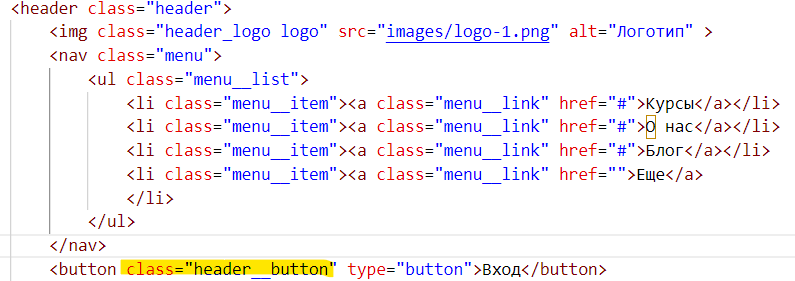 <header class="header">
<img class="header_logo logo" src="images/logo-1.png" alt="Логотип" >
<nav class="menu">
<ul class="menu__list">
<li class="menu__item"><a class="menu__link" href="#">Курсы</a></li>
<li class="menu__item"><a class="menu__link" href="#">О нас</a></li>
<li class="menu__item"><a class="menu__link" href="#">Блог</a></li>
<li class="menu__item"><a class="menu__link" href="">Еще</a>
</li>
</ul>
</nav>
<button class="header__button" type="button">Вход</button>